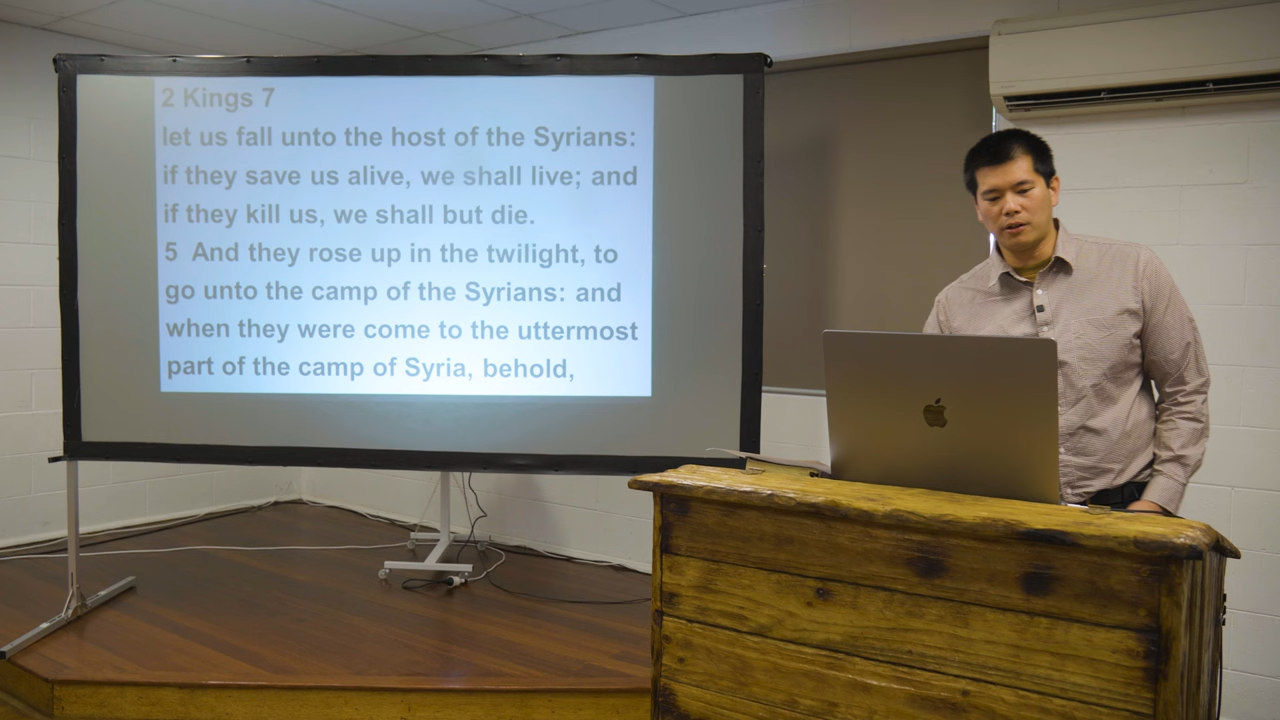 2 Kings 7
let us fall unto the host of the Syrians:
if they save us alive, we shall live; and
if they kill us, we shall but die.
5 And they rose up in the twilight, to
go unto the camp of the Syrians: and
when they were come to the uttermost
part of the camp of Syria, behold,